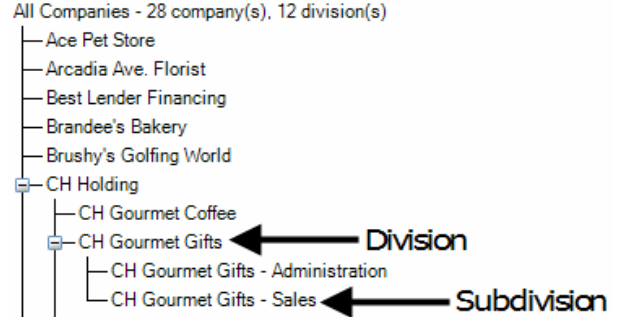 All Companies - 28 company(s), 12 division(s)
Ace Pet Store
Arcadia Ave. Florist
Best Lender Financing
Brandee's Bakery
Brushy's Golfing World
CH Holding
CH Gourmet Coffee
CH Gourmet Gifts Division
CH Gourmet Gifts - Administration
CH Gourmet Gifts - Sales Subdivision